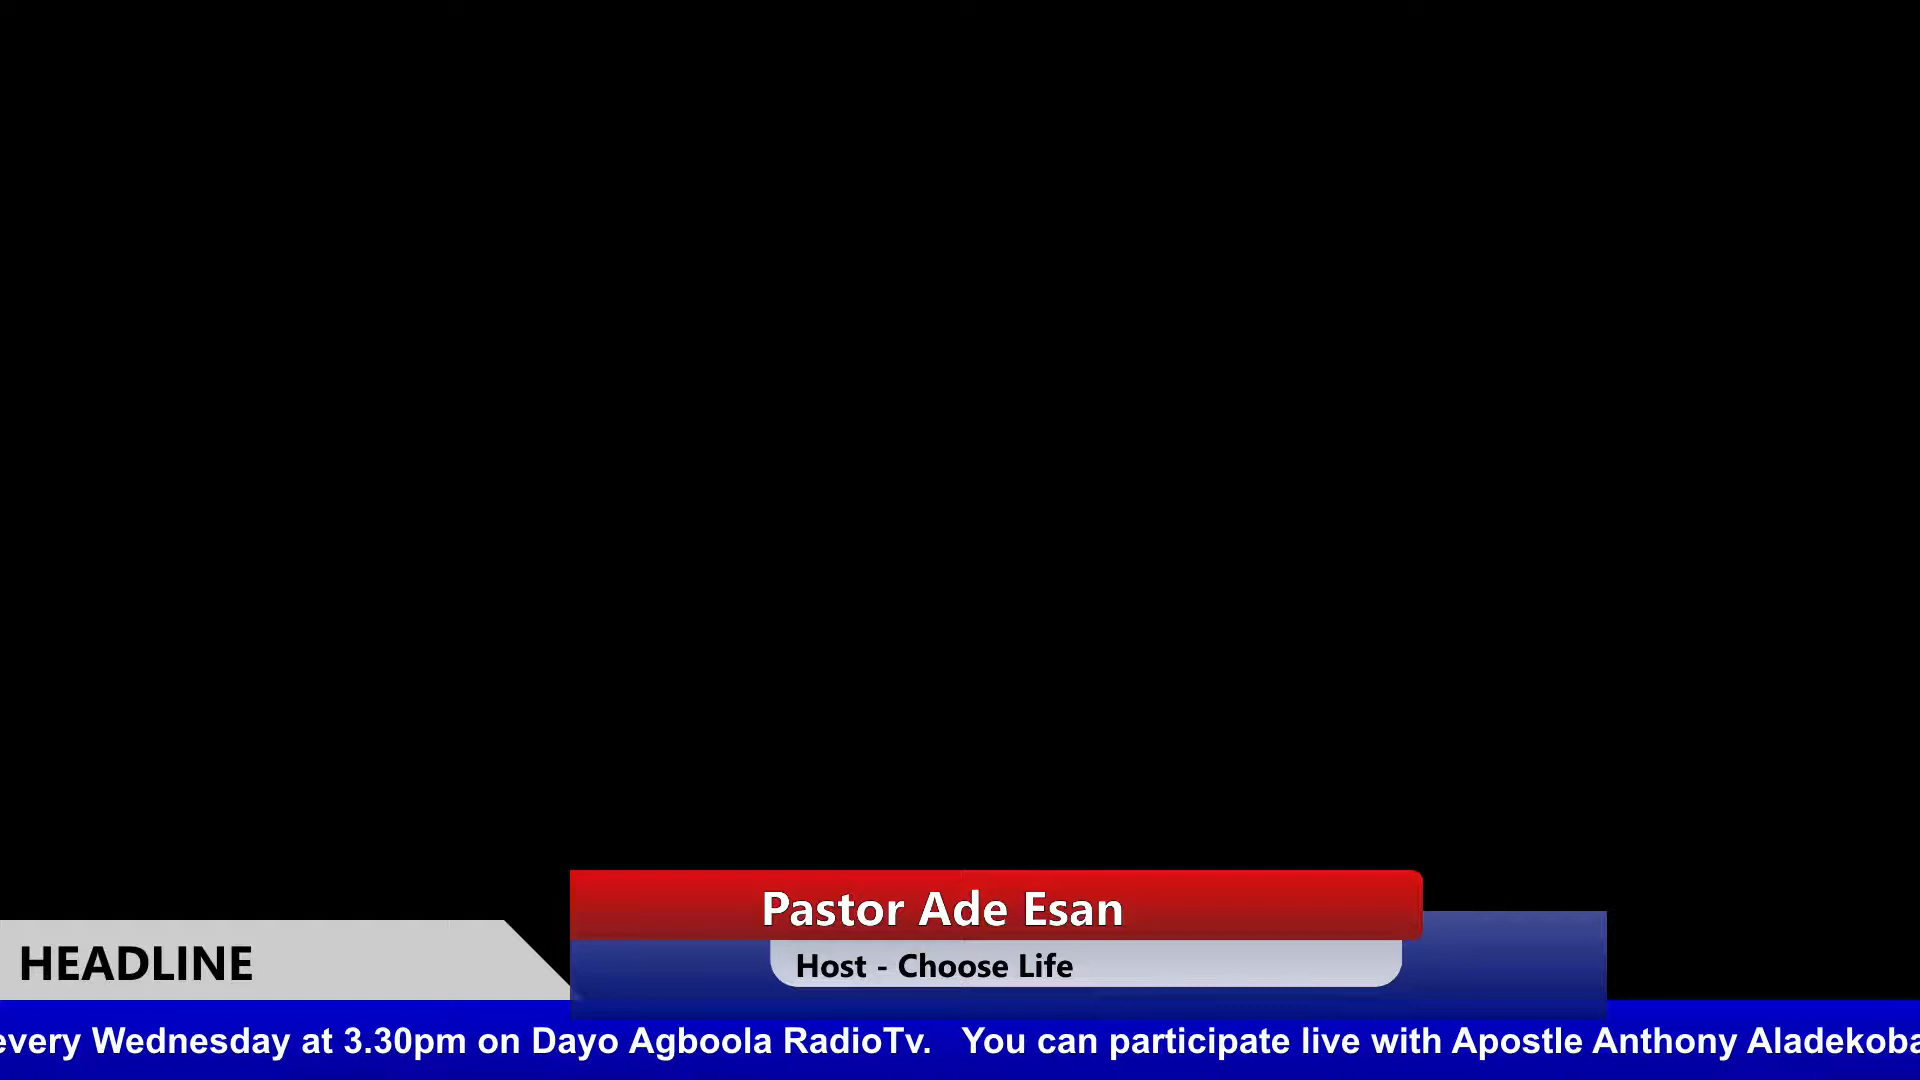 Pastor Ade Esan
Host - Choose Life
HEADLINE
every Wednesday at 3.30pm on Dayo Agboola RadioTv. You can participate live with Apostle Anthony Aladekoba